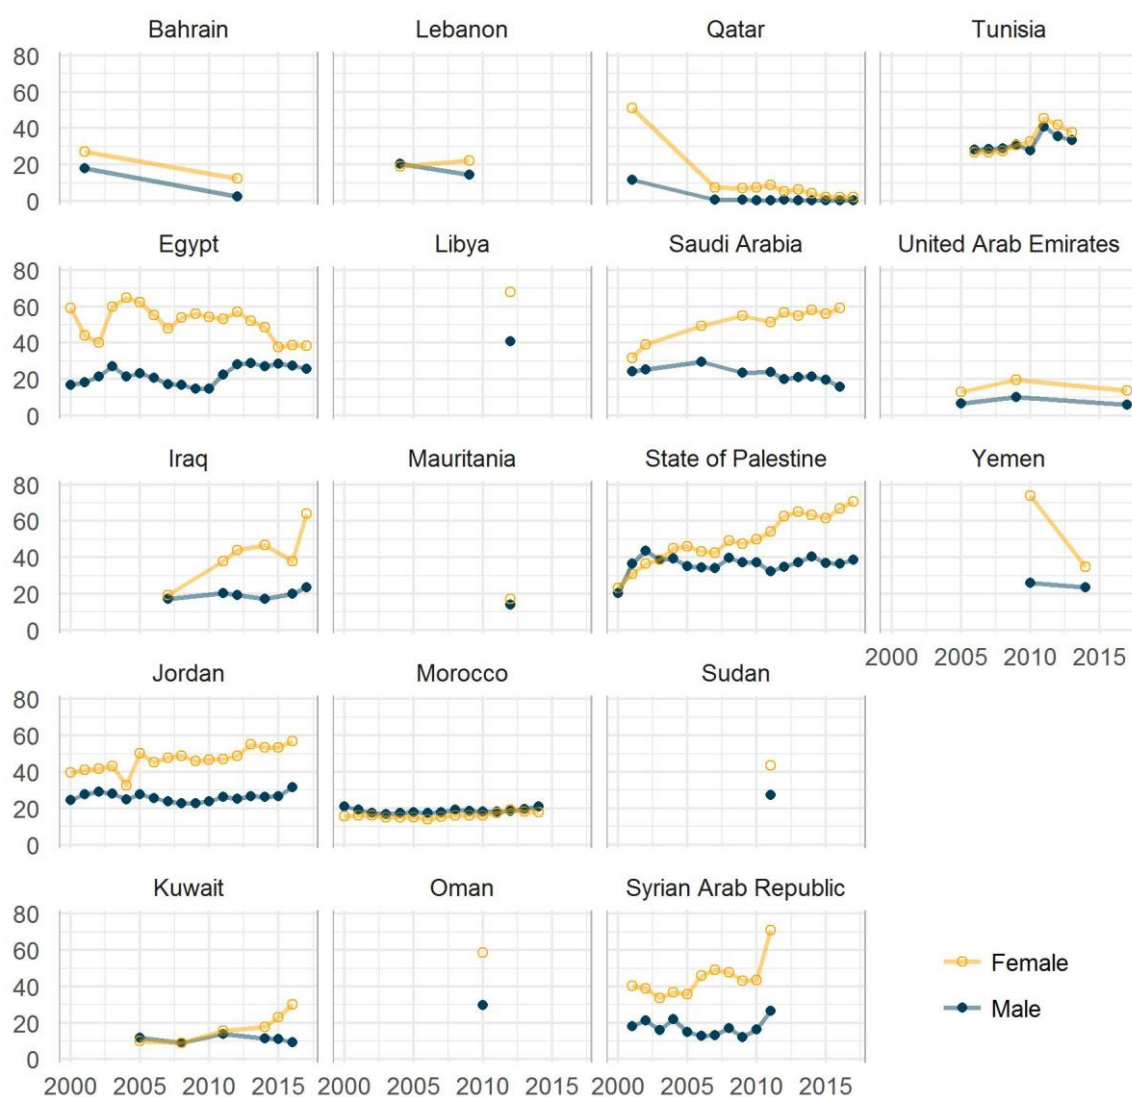 Bahrain
Lebanon
Qatar
Tunisia
80
60
40
20
0
Egypt
Libya
Saudi Arabia
United Arab Emirates
80
60
40
20
0
Iraq
Mauritania
State of Palestine
Yemen
80
60
40
20
0
2000 2005 2010 2015
Jordan
Morocco
Sudan
80
60
40
20
0
Kuwait
Oman
Syrian Arab Republic
80
60
40
20
0
Female
Male
2000 2005 2010 2015
2000 2005 2010 2015
2000 2005 2010 2015